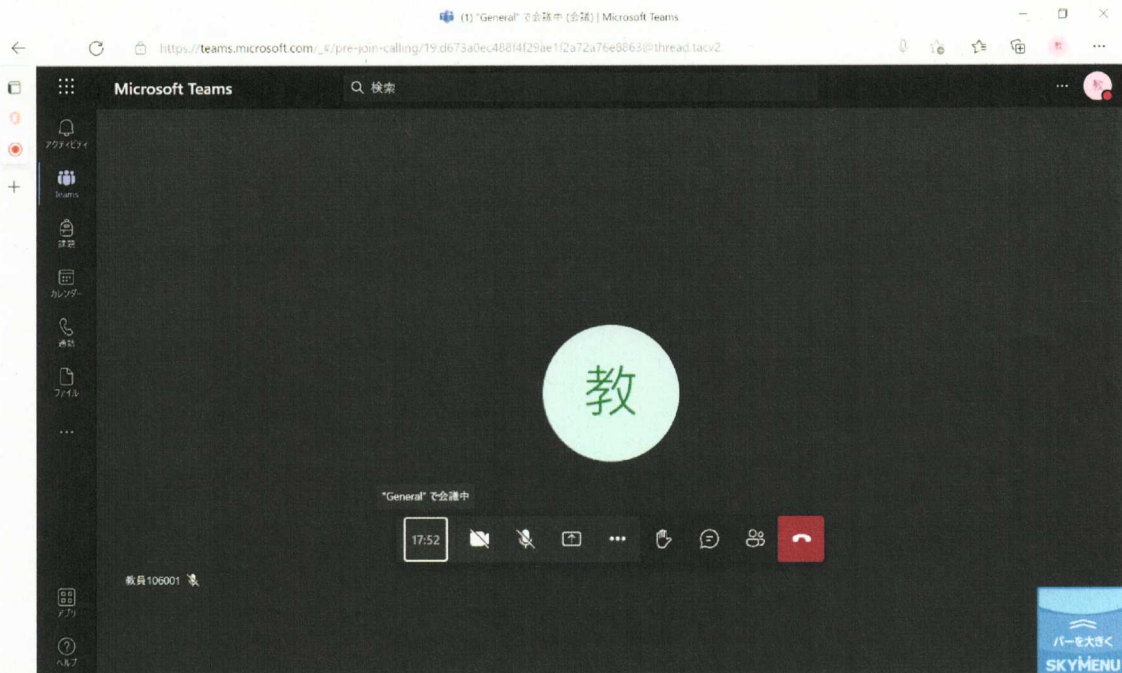 (1) "General" で会議中 (会議) | Microsoft Teams
https://teams.microsoft.com/_#/pre-join-calling/19:d673a0ec488f4f29ae1f2a72a76e8863@thread.tacv2
Microsoft Teams
検索
教
アクティビティ
Teams
課題
カレンダー
通話
ファイル
教
"General" で会議中
17:52
教員106001
アプリ
ヘルプ
バーを大きく
SKYMENU